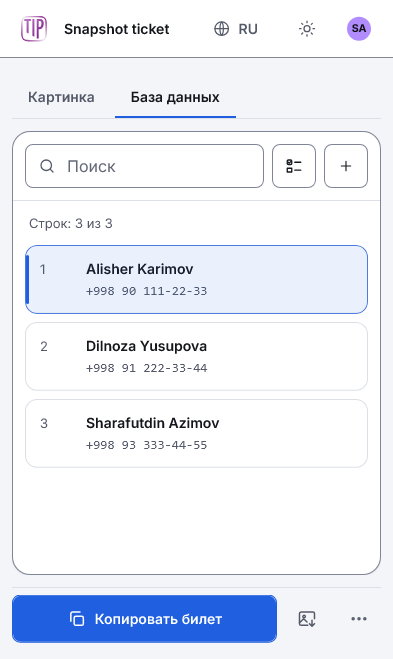 TIP
Snapshot ticket
RU
SA
Картинка
База данных
Поиск
Строк: 3 из 3
1
Alisher Karimov
+998 90 111-22-33
2
Dilnoza Yusupova
+998 91 222-33-44
3
Sharafutdin Azimov
+998 93 333-44-55
Копировать билет